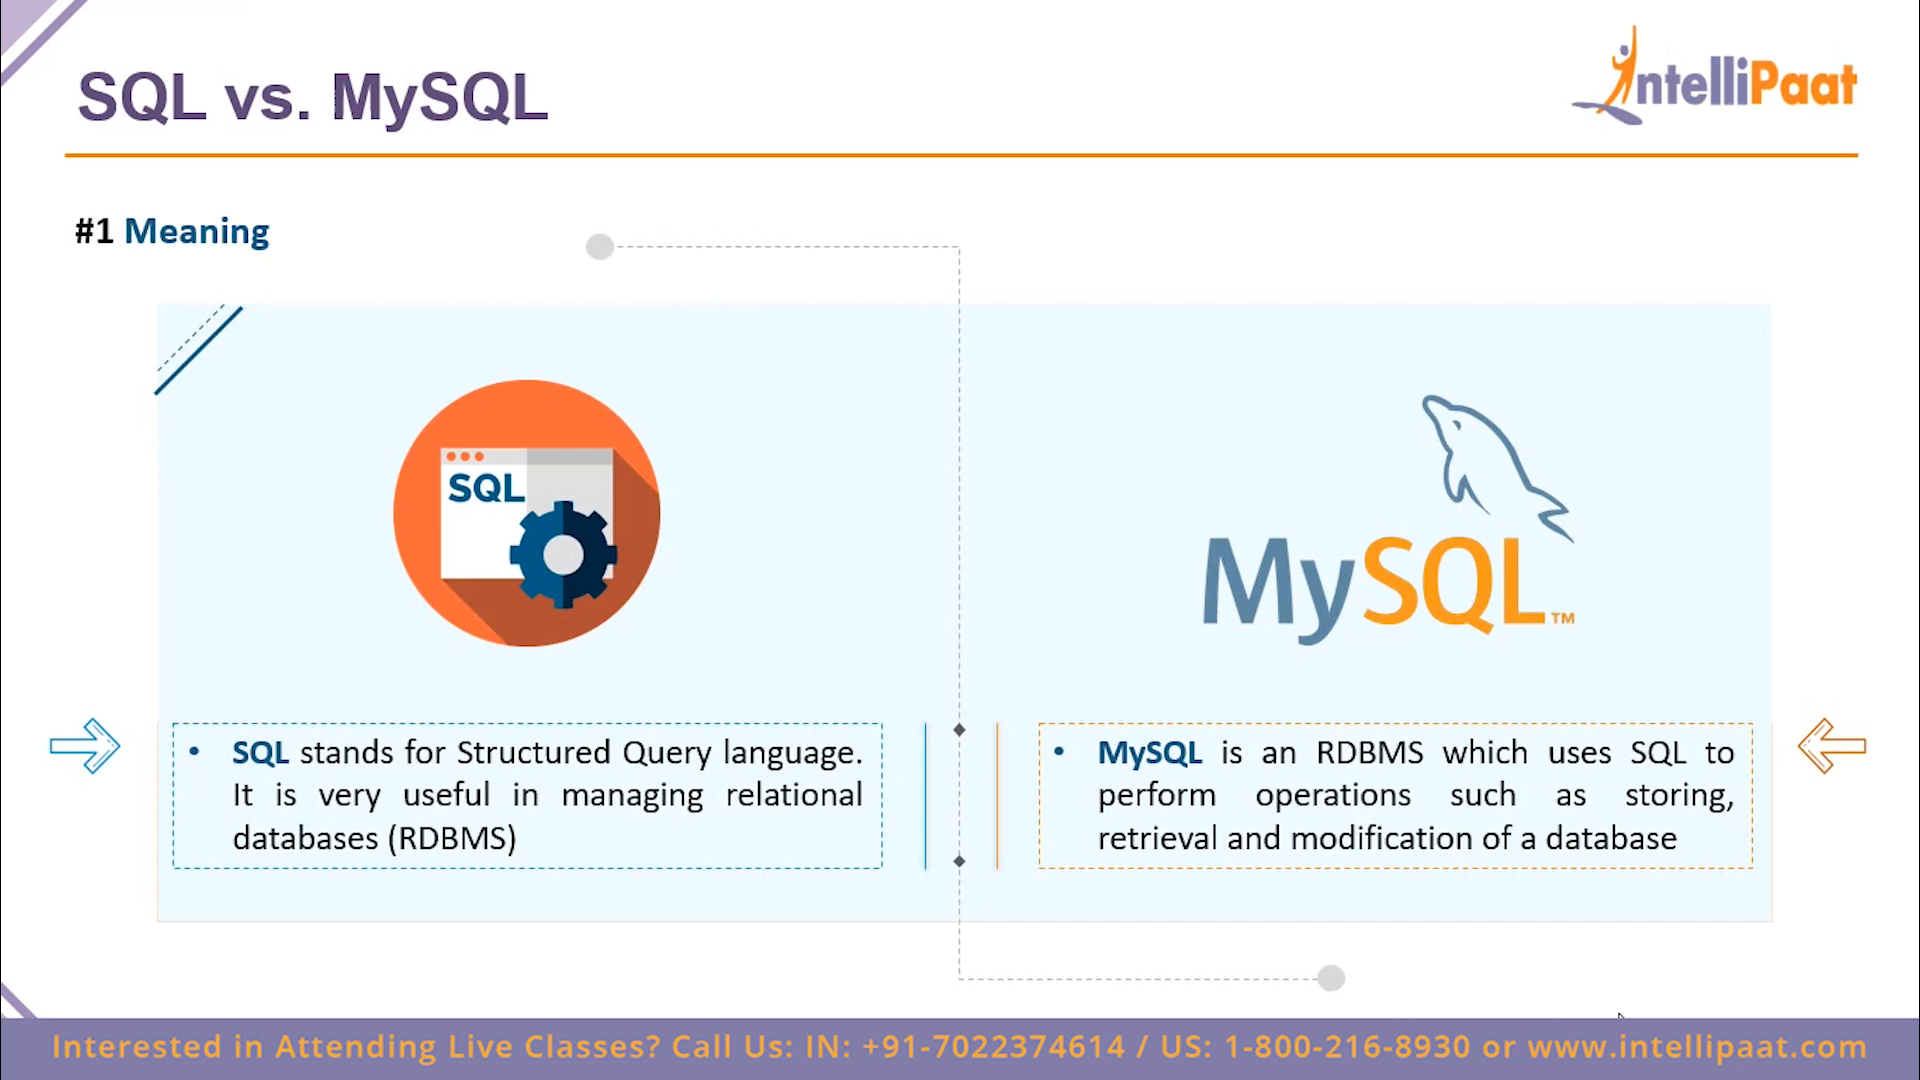 SQL vs. MySQL
IntelliPaat
#1 Meaning
SQL
MySQL™
• SQL stands for Structured Query language.
It is very useful in managing relational
databases (RDBMS)
• MySQL is an RDBMS which uses SQL to
perform operations such as storing,
retrieval and modification of a database
Interested in Attending Live Classes? Call Us: IN: +91-7022374614 / US: 1-800-216-8930 or www.intellipaat.com